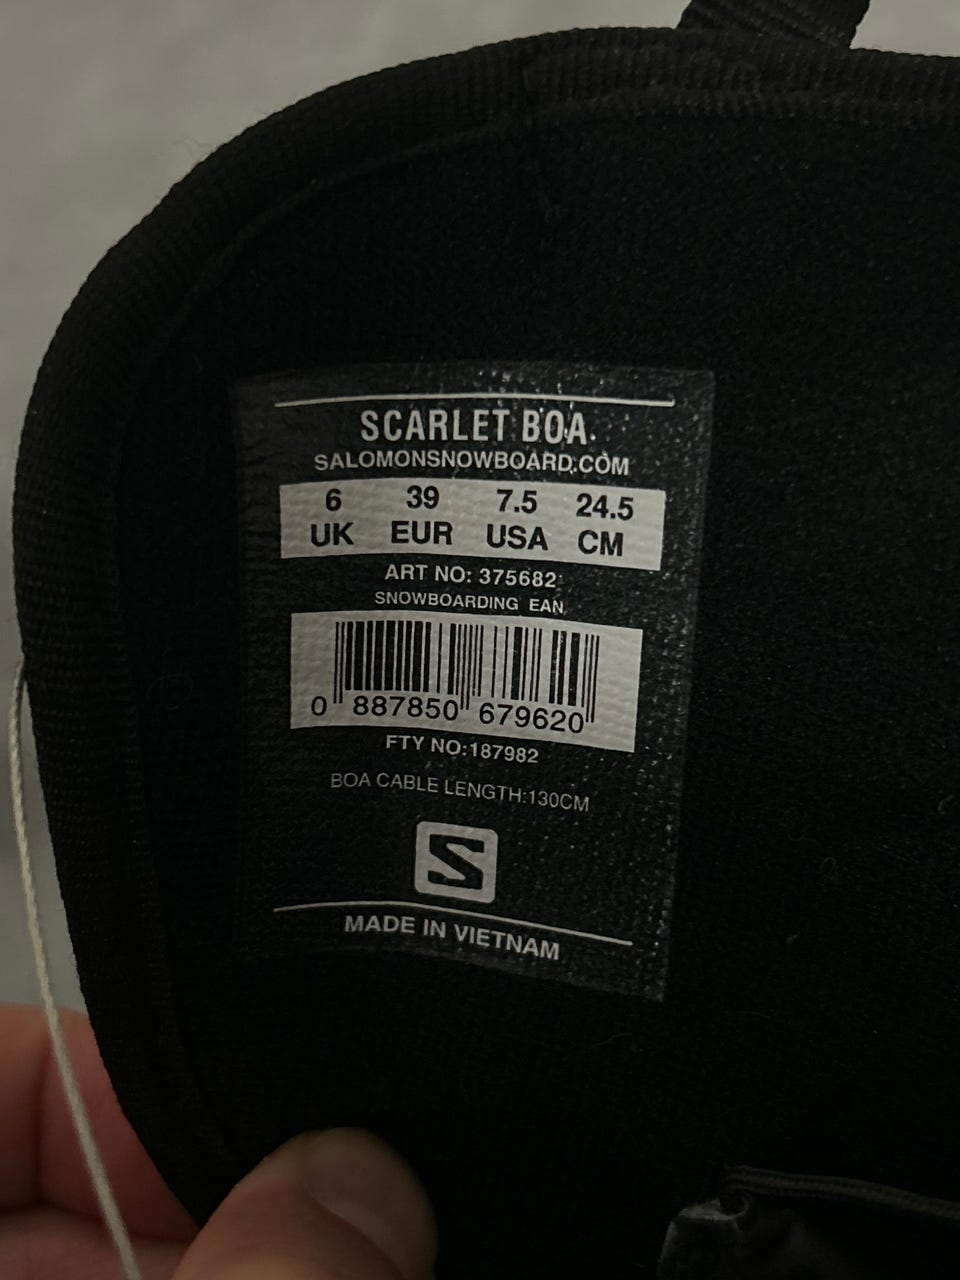 SCARLET BOA
SALOMONSNOWBOARD.COM
6 39 7.5 24.5
UK EUR USA CM
ART NO: 375682
SNOWBOARDING EAN
0 887850 679620
FTY NO:187982
BOA CABLE LENGTH:130CM
S
MADE IN VIETNAM